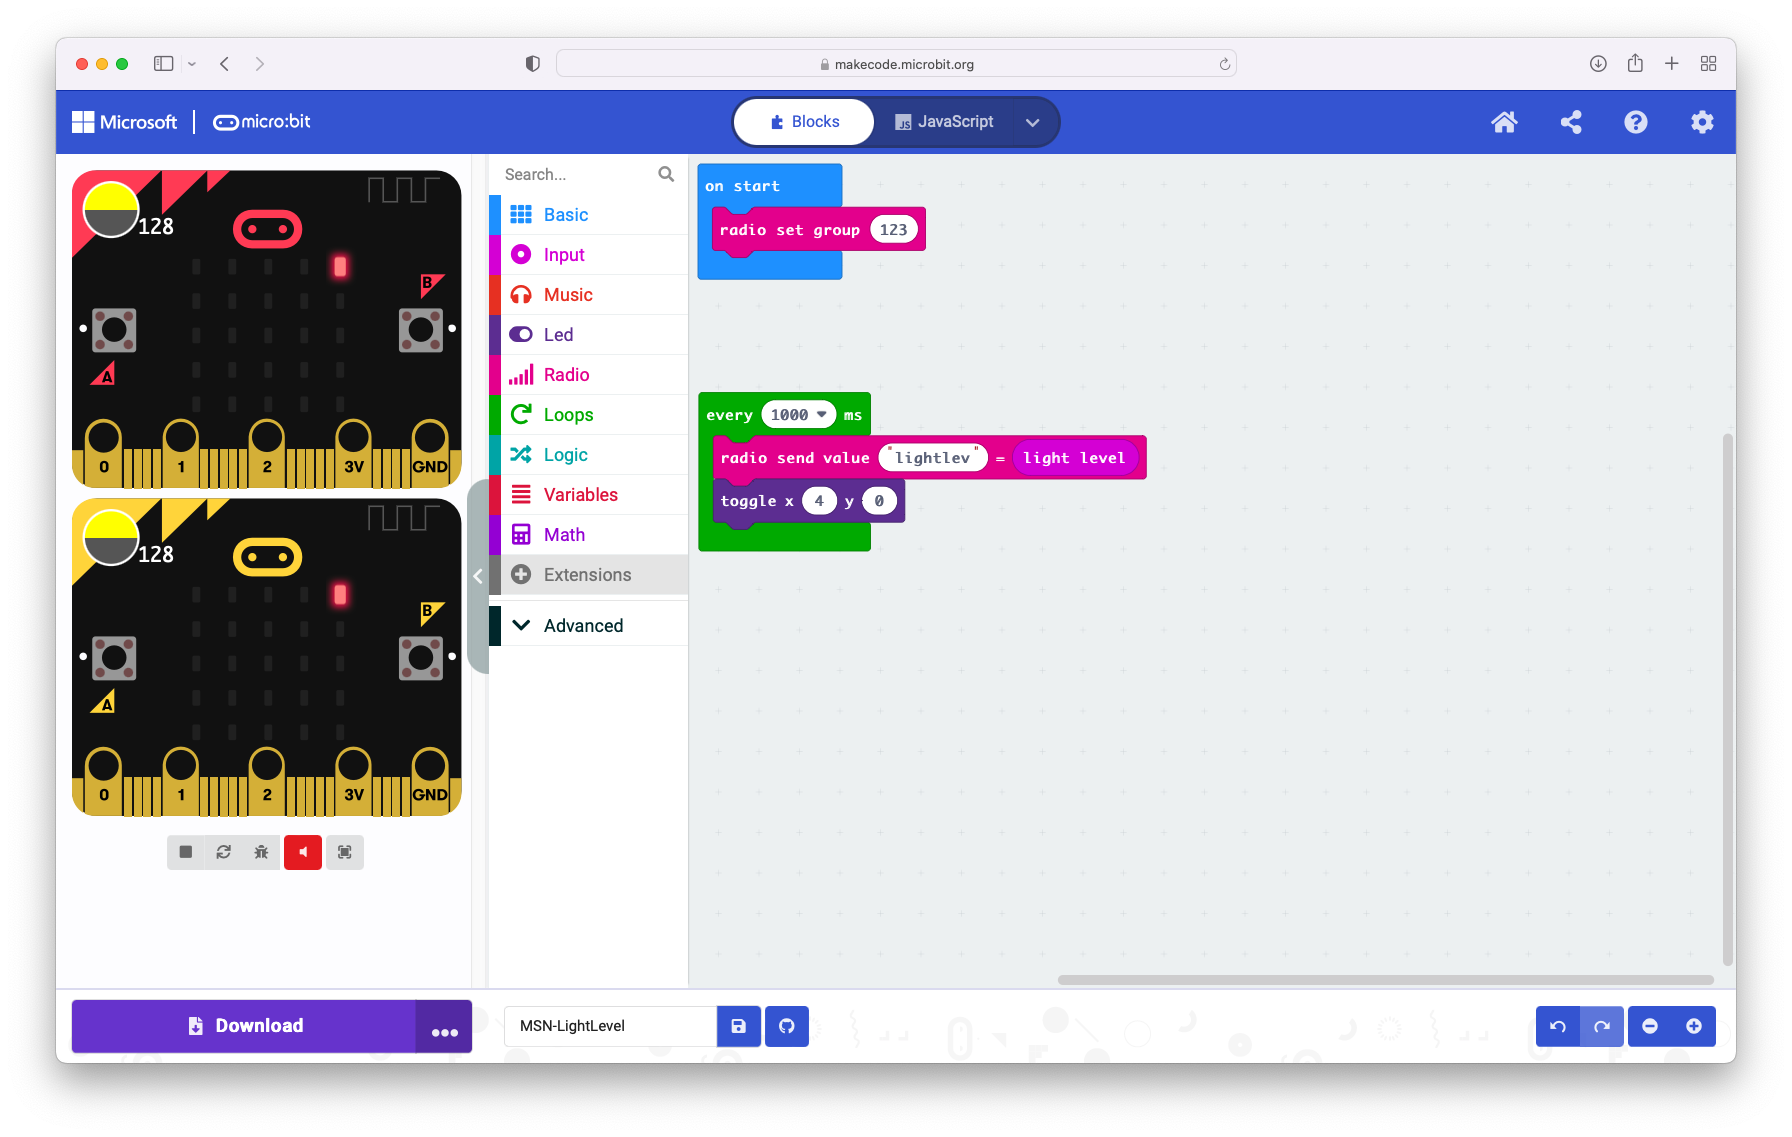 makecode.microbit.org
Microsoft
micro:bit
Blocks
JS
JavaScript
128
B
A
0 1 2 3V GND
128
B
A
0 1 2 3V GND
Search...
Basic
Input
Music
Led
Radio
Loops
Logic
Variables
Math
Extensions
Advanced
on start
radio set group 123
every 1000 ms
radio send value "lightlev" = light level
toggle x 4 y 0
Download
MSN-LightLevel